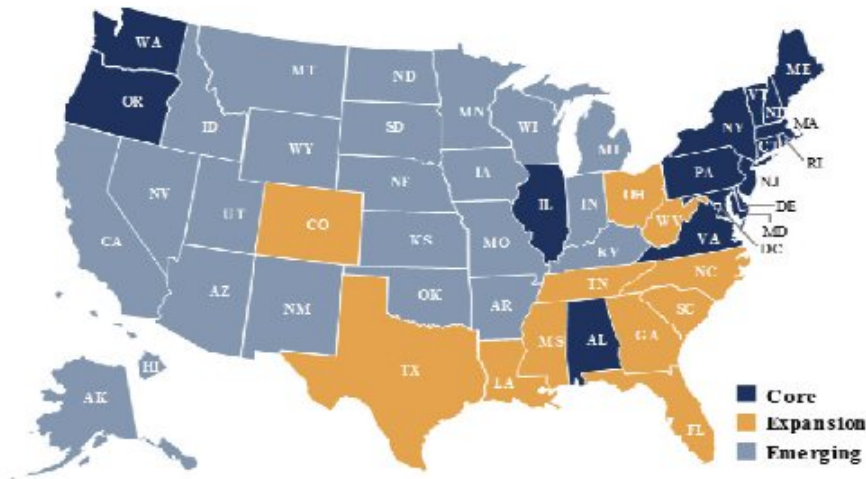 WA
MT
ND
ME
OR
MN
VT
ID
SD
WI
NY
MA
WY
MI
RI
IA
PA
NE
NJ
NV
OH
UT
IL
IN
DE
CO
WV
MD
CA
KS
MO
VA
DC
KY
NC
TN
AZ
OK
NM
AR
SC
MS
AL
GA
HI
TX
LA
AK
FL
Core
Expansion
Emerging